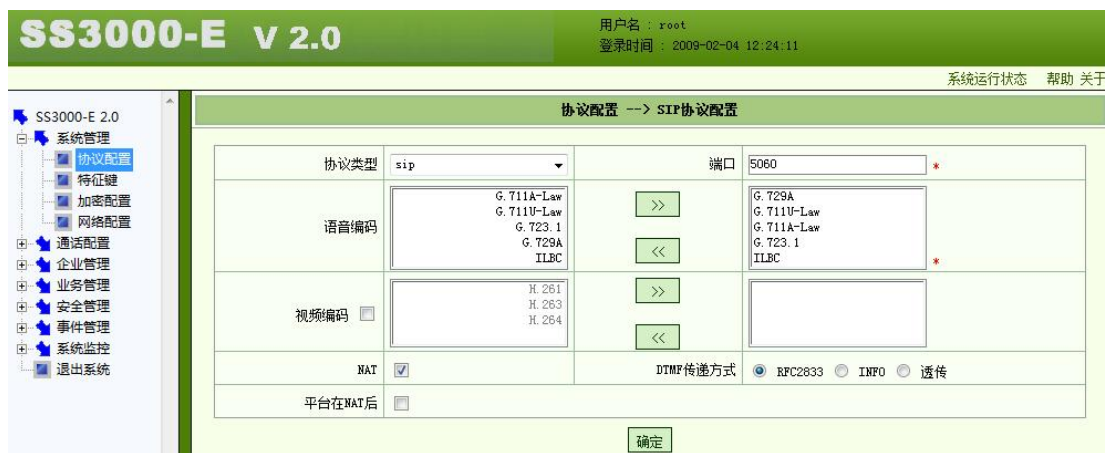 SS3000-E V 2.0
用户名 : root
登录时间 : 2009-02-04 12:24:11
系统运行状态 帮助 关于
SS3000-E 2.0
系统管理
协议配置
特征键
加密配置
网络配置
通话配置
企业管理
业务管理
安全管理
事件管理
系统监控
退出系统
协议配置 --> SIP协议配置
协议类型 sip 端口 5060 *
语音编码
G.711A-Law
G.711U-Law
G.723.1
G.729A
ILBC
>>
<<
G.729A
G.711U-Law
G.711A-Law
G.723.1
ILBC
*
视频编码
H.261
H.263
H.264
>>
<<
NAT DTMF传递方式 RFC2833 INFO 透传
平台在NAT后
确定